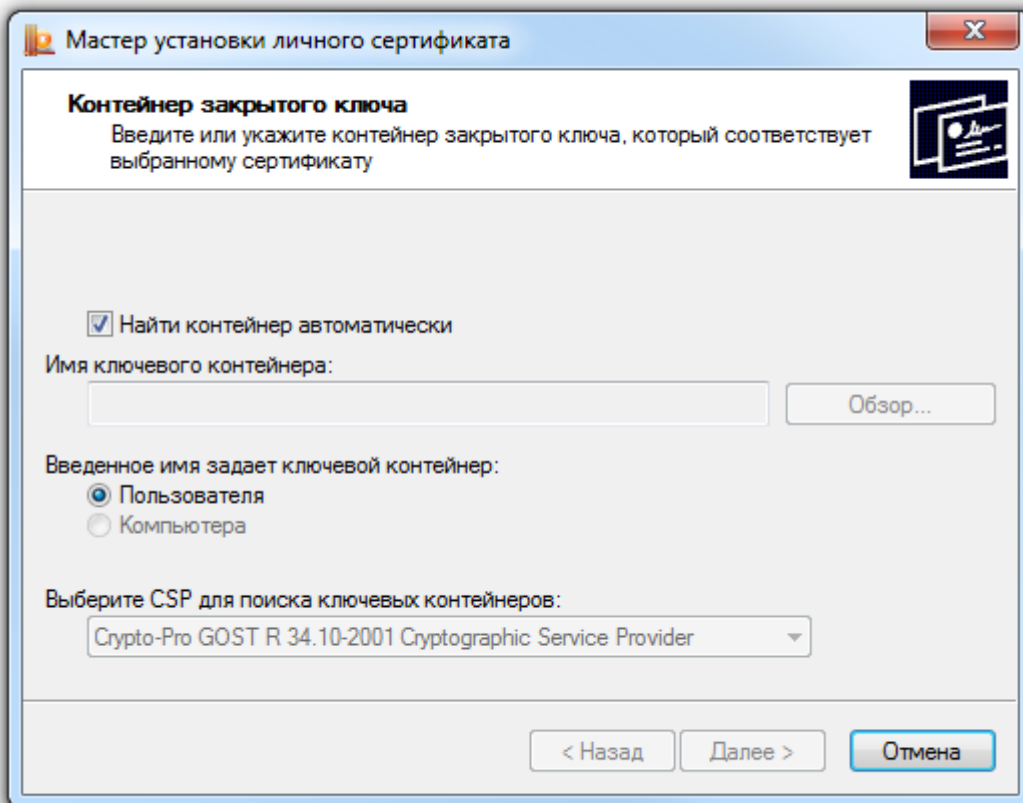 Мастер установки личного сертификата
Контейнер закрытого ключа
Введите или укажите контейнер закрытого ключа, который соответствует
выбранному сертификату
Найти контейнер автоматически
Имя ключевого контейнера:
Обзор...
Введенное имя задает ключевой контейнер:
Пользователя
Компьютера
Выберите CSP для поиска ключевых контейнеров:
Crypto-Pro GOST R 34.10-2001 Cryptographic Service Provider
< Назад
Далее >
Отмена